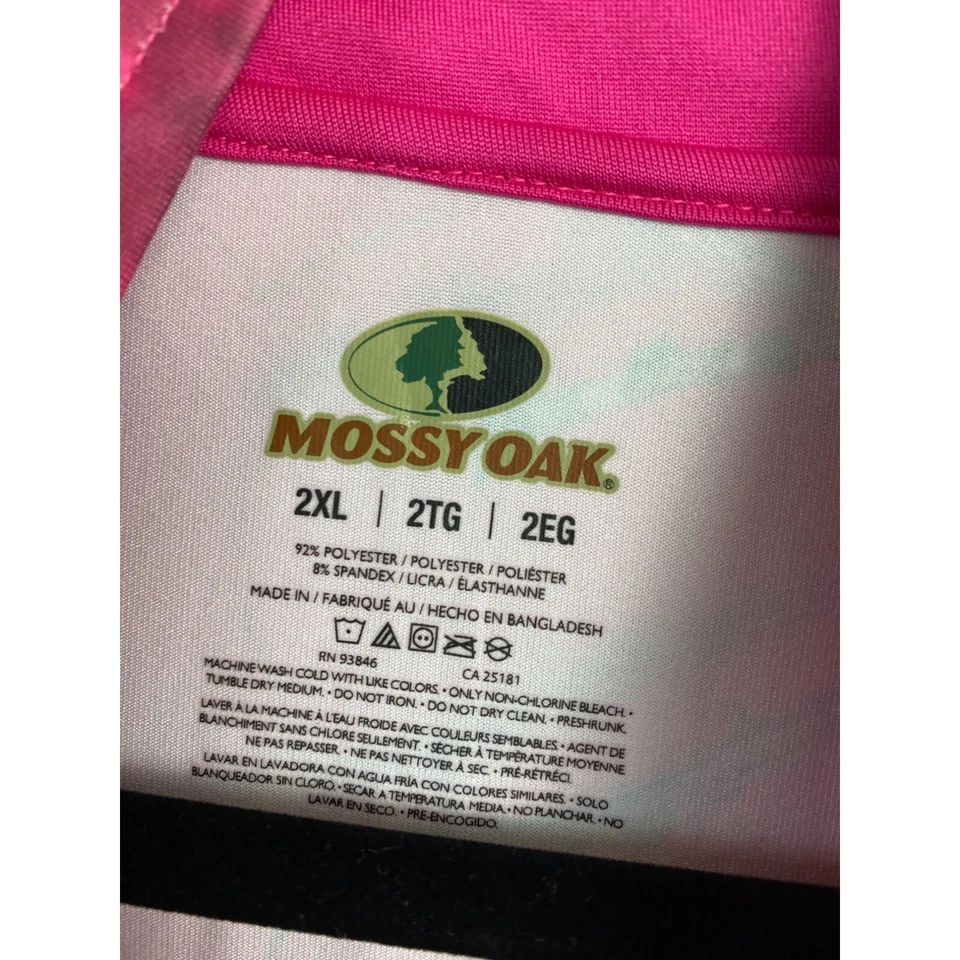 MOSSY OAK®
2XL | 2TG | 2EG
92% POLYESTER / POLYESTER / POLIÉSTER
8% SPANDEX / LICRA / ÉLASTHANNE
MADE IN / FABRIQUÉ AU / HECHO EN BANGLADESH
RN 93846 CA 25181
MACHINE WASH COLD WITH LIKE COLORS. • ONLY NON-CHLORINE BLEACH. •
TUMBLE DRY MEDIUM. • DO NOT IRON. • DO NOT DRY CLEAN. • PRESHRUNK.
LAVER À LA MACHINE À L'EAU FROIDE AVEC COULEURS SEMBLABLES. • AGENT DE
BLANCHIMENT SANS CHLORE SEULEMENT. • SÉCHER À TEMPÉRATURE MOYENNE
NE PAS REPASSER. • NE PAS NETTOYER À SEC. • PRÉ-RÉTRÉCI.
LAVAR EN LAVADORA CON AGUA FRÍA CON COLORES SIMILARES. • SOLO
BLANQUEADOR SIN CLORO. • SECAR A TEMPERATURA MEDIA. • NO PLANCHAR. • NO
LAVAR EN SECO. • PRE-ENCOGIDO.